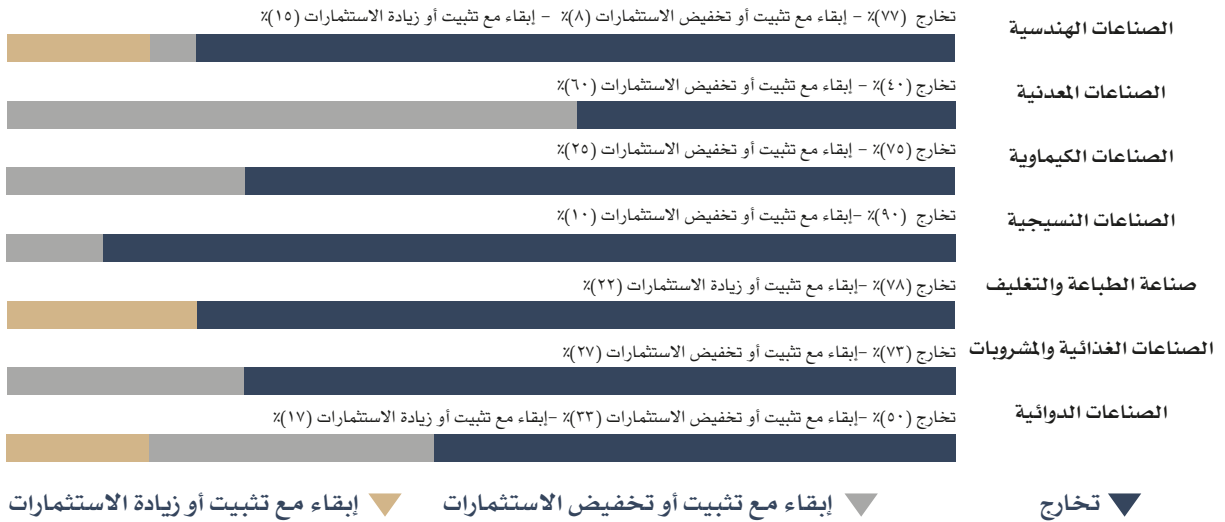 الصناعات الهندسية
تخارج (٧٧)٪ – إبقاء مع تثبيت أو تخفيض الاستثمارات (٨)٪ – إبقاء مع تثبيت أو زيادة الاستثمارات (١٥)٪
الصناعات المعدنية
تخارج (٤٠)٪ – إبقاء مع تثبيت أو تخفيض الاستثمارات (٦٠)٪
الصناعات الكيماوية
تخارج (٧٥)٪ – إبقاء مع تثبيت أو تخفيض الاستثمارات (٢٥)٪
الصناعات النسيجية
تخارج (٩٠)٪ –إبقاء مع تثبيت أو تخفيض الاستثمارات (١٠)٪
صناعة الطباعة والتغليف
تخارج (٧٨)٪ –إبقاء مع تثبيت أو زيادة الاستثمارات (٢٢)٪
الصناعات الغذائية والمشروبات
تخارج (٧٣)٪ –إبقاء مع تثبيت أو تخفيض الاستثمارات (٢٧)٪
الصناعات الدوائية
تخارج (٥٠)٪ –إبقاء مع تثبيت أو تخفيض الاستثمارات (٣٣)٪ –إبقاء مع تثبيت أو زيادة الاستثمارات (١٧)٪
تخارج
إبقاء مع تثبيت أو تخفيض الاستثمارات
إبقاء مع تثبيت أو زيادة الاستثمارات